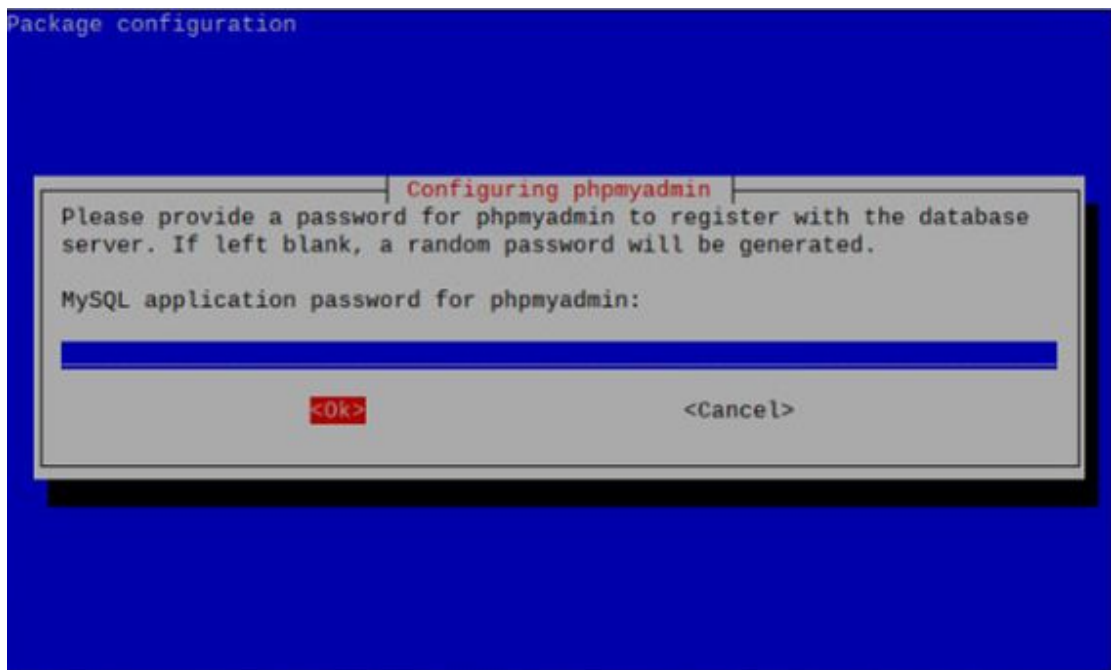 Package configuration
Configuring phpmyadmin
Please provide a password for phpmyadmin to register with the database
server. If left blank, a random password will be generated.
MySQL application password for phpmyadmin:
<Ok>
<Cancel>